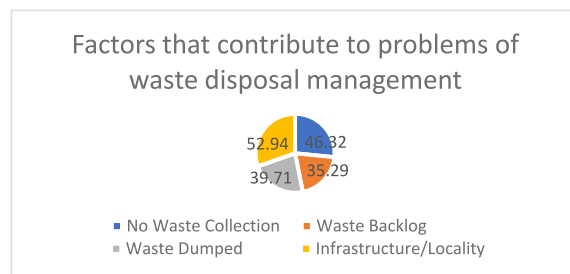 Factors that contribute to problems of
waste disposal management
52.94
46.32
39.71
35.29
No Waste Collection
Waste Backlog
Waste Dumped
Infrastructure/Locality